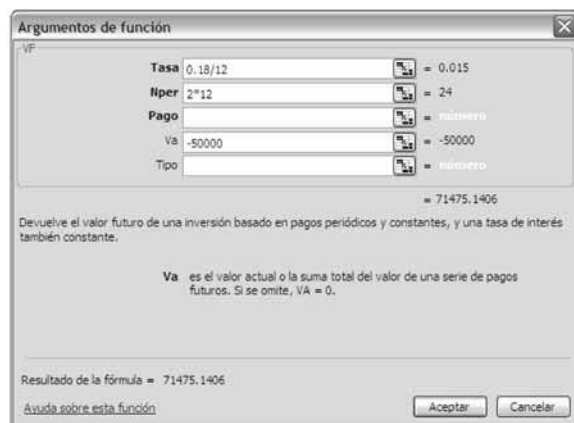 Argumentos de función
VF
Tasa 0.18/12 = 0.015
Nper 2*12 = 24
Pago = número
Va -50000 = -50000
Tipo = número
= 71475.1406
Devuelve el valor futuro de una inversión basado en pagos periódicos y constantes, y una tasa de interés
también constante.
Va es el valor actual o la suma total del valor de una serie de pagos
futuros. Si se omite, VA = 0.
Resultado de la fórmula = 71475.1406
Ayuda sobre esta función Aceptar Cancelar